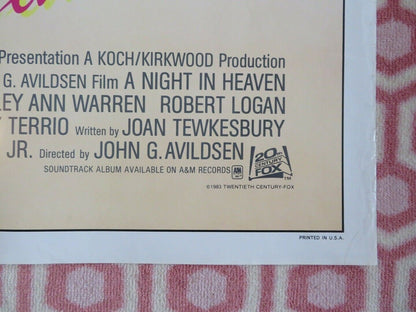 Presentation A KOCH/KIRKWOOD Production
G. AVILDSEN Film A NIGHT IN HEAVEN
LEY ANN WARREN ROBERT LOGAN
TERRIO Written by JOAN TEWKESBURY
JR. Directed by JOHN G. AVILDSEN
SOUNDTRACK ALBUM AVAILABLE ON A&M RECORDS
A&M
20th CENTURY FOX
TM
©1983 TWENTIETH CENTURY-FOX
PRINTED IN U.S.A.